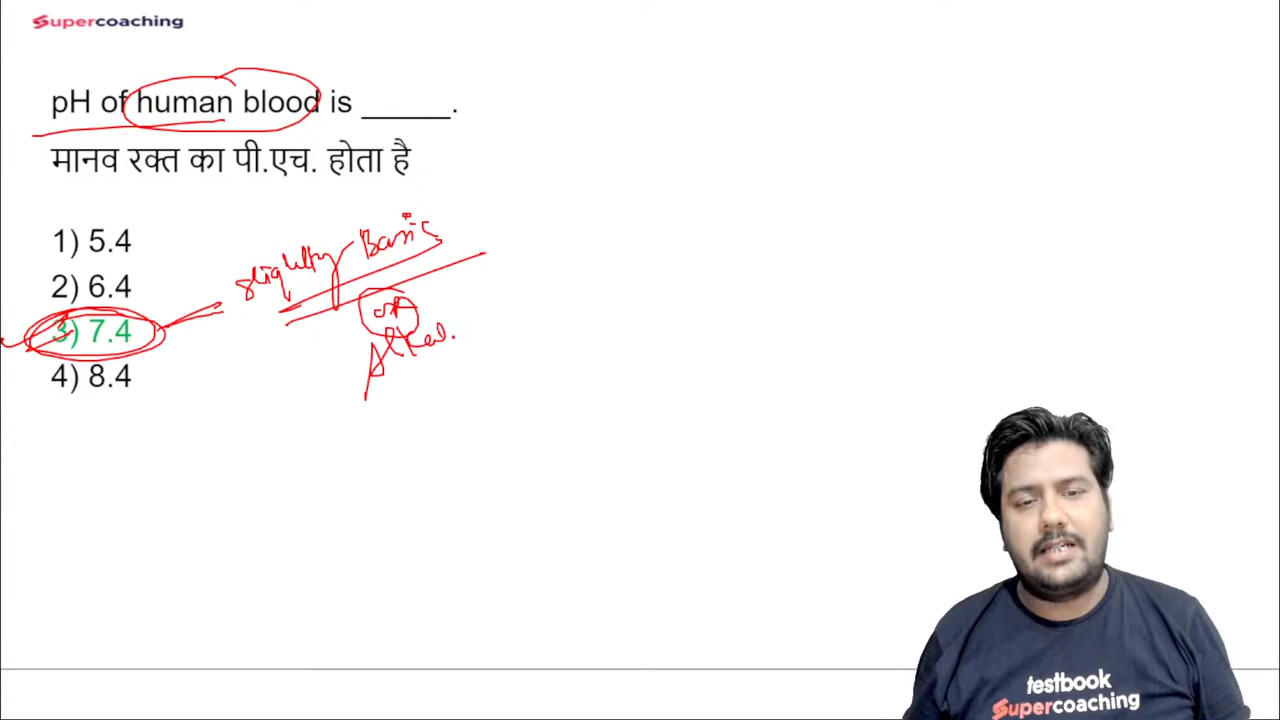 Supercoaching
pH of human blood is ______.
मानव रक्त का पी.एच. होता है
1) 5.4
2) 6.4
3) 7.4
4) 8.4
slightly Basic
or
Alkal.
testbook
Supercoaching